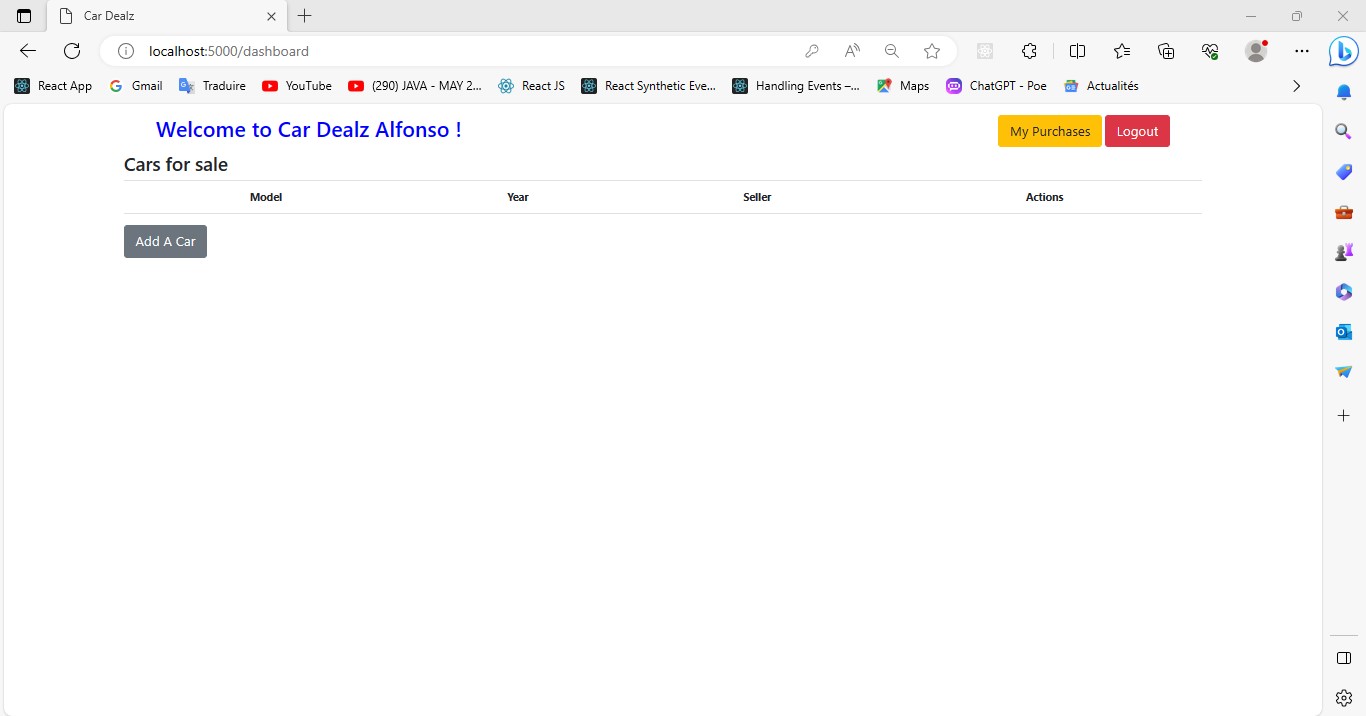 Car Dealz
localhost:5000/dashboard
React App Gmail Traduire YouTube (290) JAVA - MAY 2... React JS React Synthetic Eve... Handling Events –... Maps ChatGPT - Poe Actualités
Welcome to Car Dealz Alfonso ! My Purchases Logout
Cars for sale
Model Year Seller Actions
Add A Car